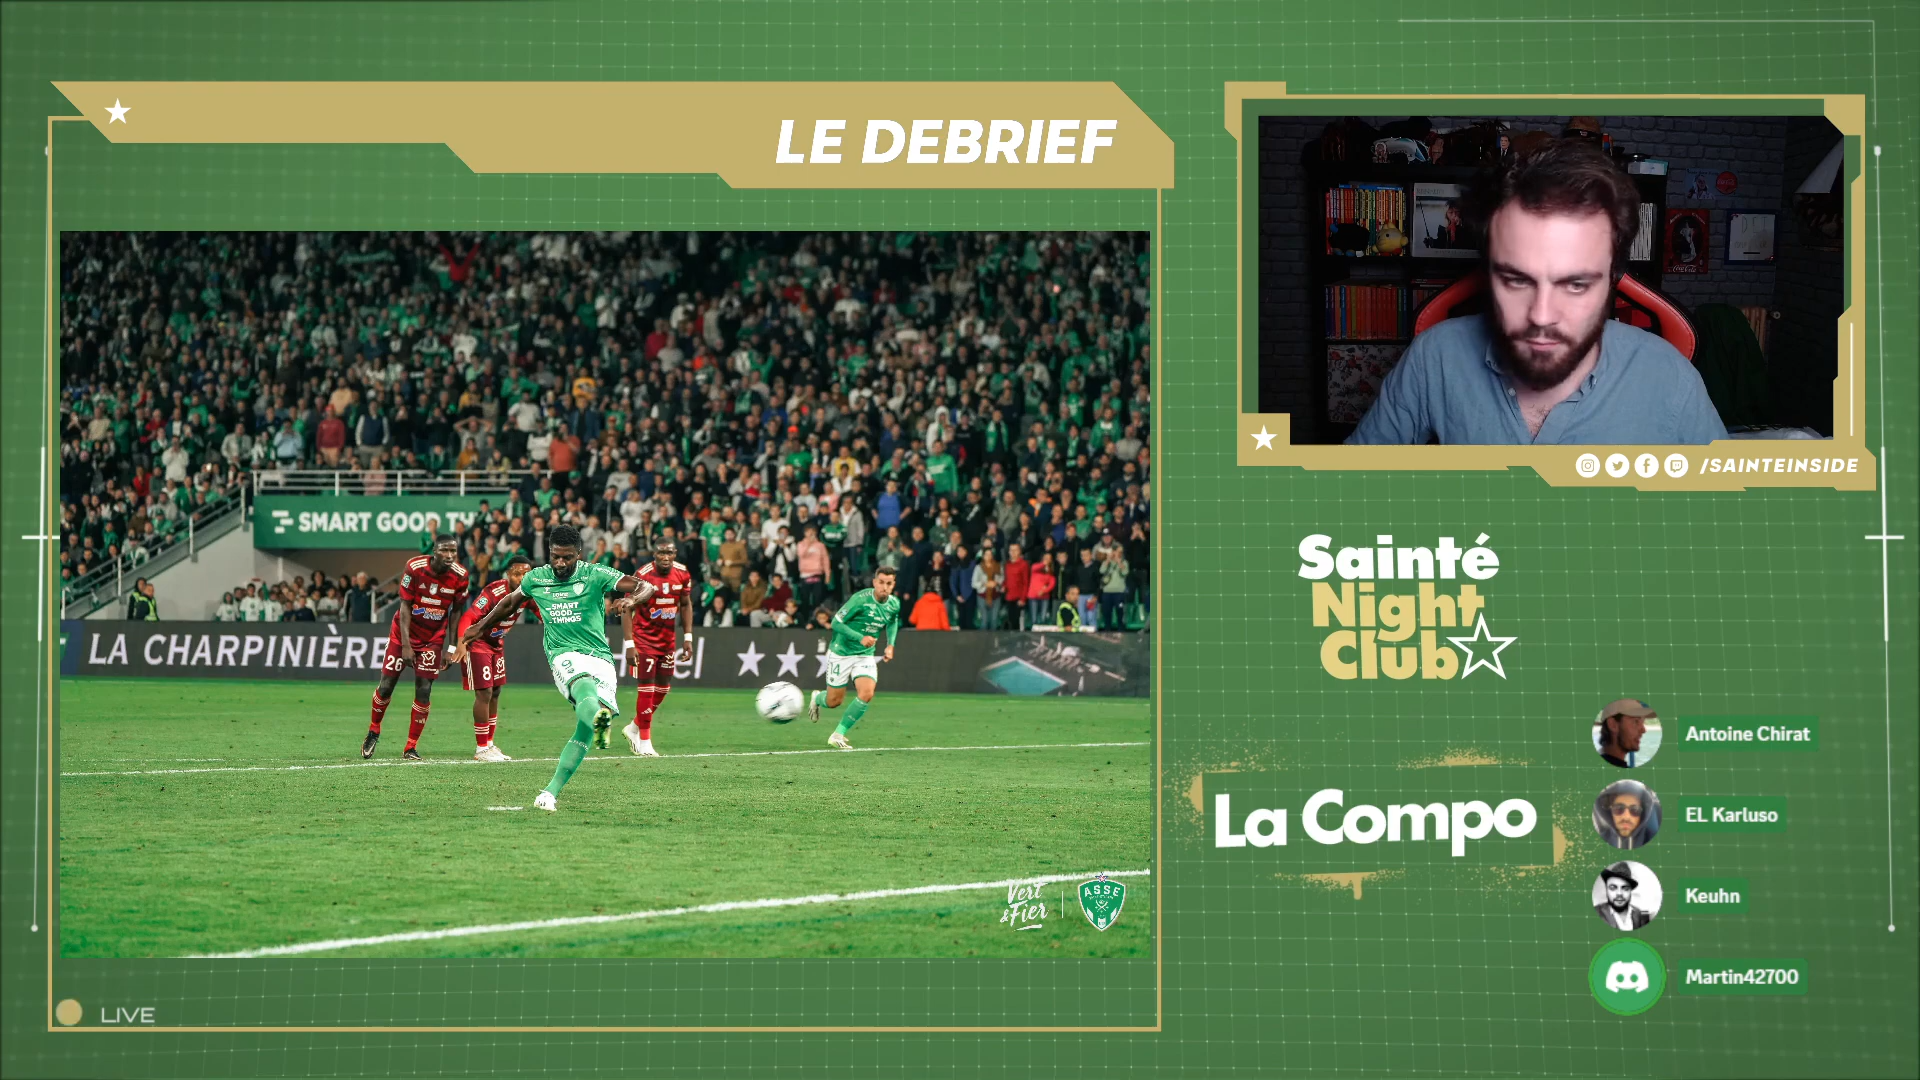 LE DEBRIEF
SMART GOOD TH
LA CHARPINIÈRE
SMART
GOOD
THINGS
26
8
9
7
14
Vert
&Fier
ASSE
LIVE
/SAINTEINSIDE
Sainté
Night
Club
La Compo
Antoine Chirat
EL Karluso
Keuhn
Martin42700